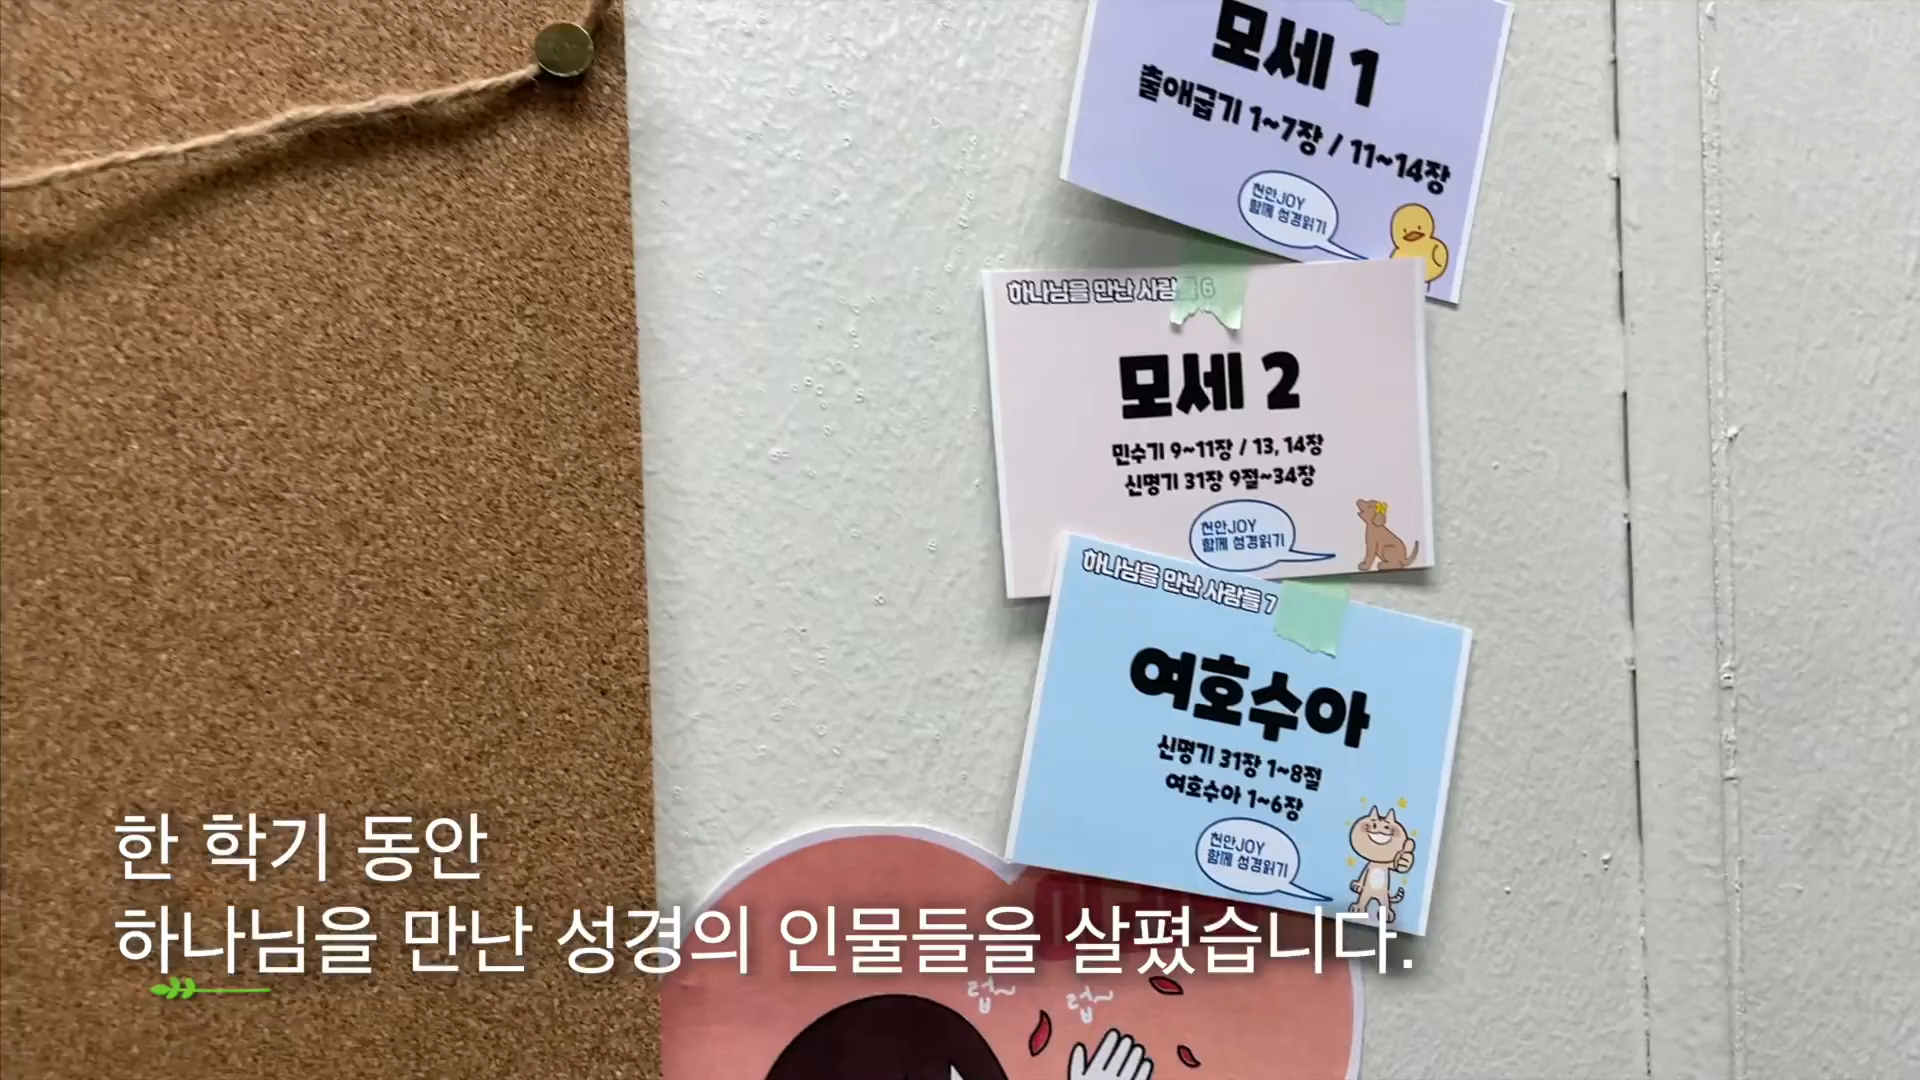 모세 1
출애굽기 1~7장 / 11~14장
천안JOY
함께 성경읽기
하나님을 만난 사람들 6
모세 2
민수기 9~11장 / 13, 14장
신명기 31장 9절~34장
천안JOY
함께 성경읽기
하나님을 만난 사람들 7
여호수아
신명기 31장 1~8절
여호수아 1~6장
천안JOY
함께 성경읽기
한 학기 동안
하나님을 만난 성경의 인물들을 살폈습니다.
럽~ 럽~